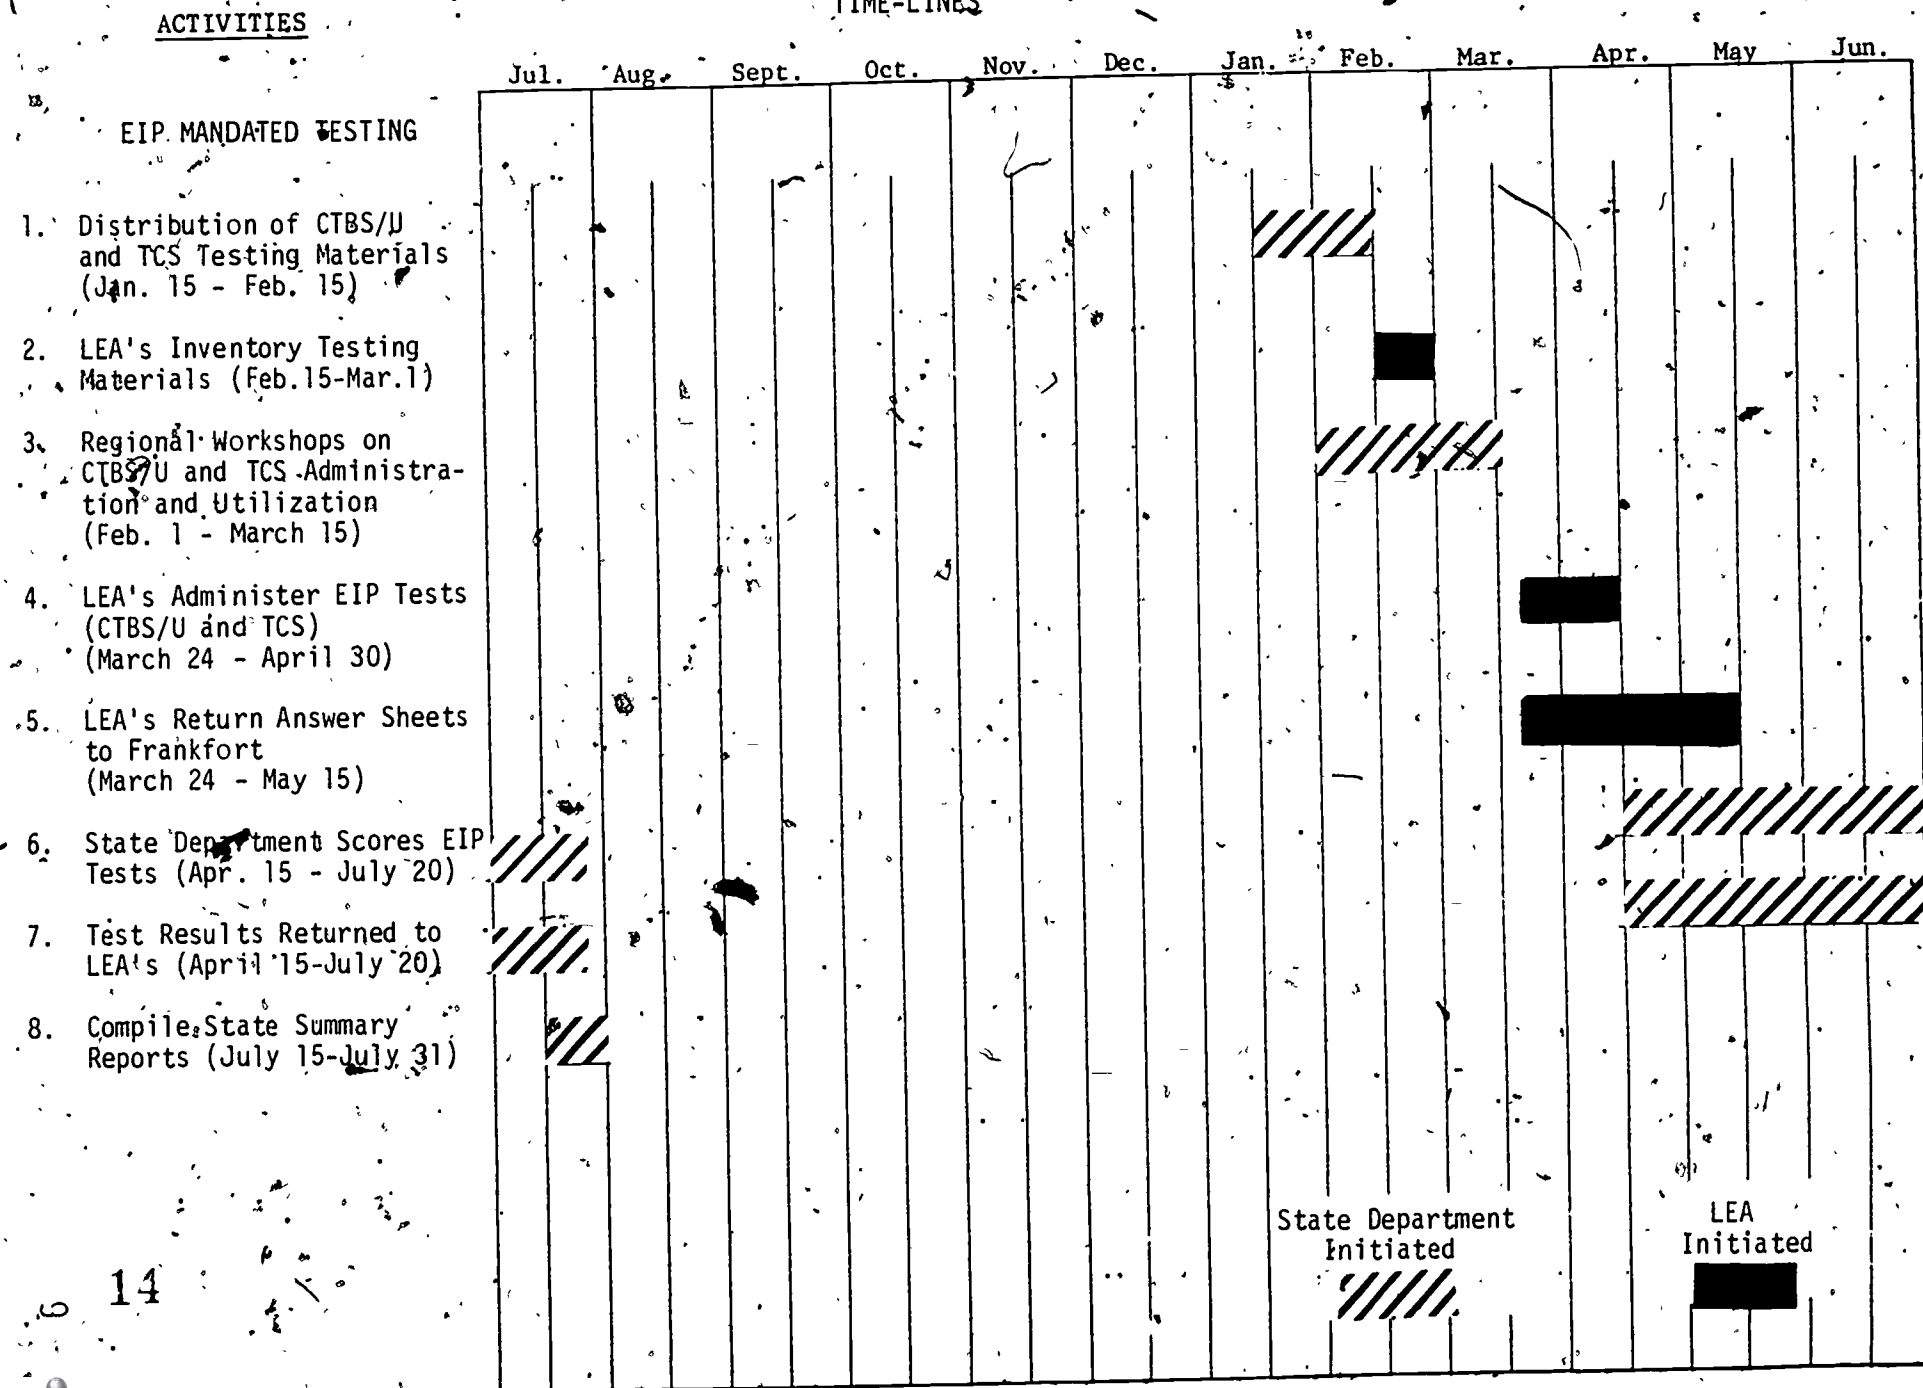 TIME-LINES
ACTIVITIES
Jul. Aug. Sept. Oct. Nov. Dec. Jan. Feb. Mar. Apr. May Jun.
EIP MANDATED TESTING
1. Distribution of CTBS/U
and TCS Testing Materials
(Jan. 15 - Feb. 15)
2. LEA's Inventory Testing
Materials (Feb.15-Mar.1)
3. Regional Workshops on
CTBS/U and TCS Administra-
tion and Utilization
(Feb. 1 - March 15)
4. LEA's Administer EIP Tests
(CTBS/U and TCS)
(March 24 - April 30)
5. LEA's Return Answer Sheets
to Frankfort
(March 24 - May 15)
6. State Department Scores EIP
Tests (Apr. 15 - July 20)
7. Test Results Returned to
LEA's (April 15-July 20)
8. Compile State Summary
Reports (July 15-July 31)
State Department
Initiated
LEA
Initiated
14
9